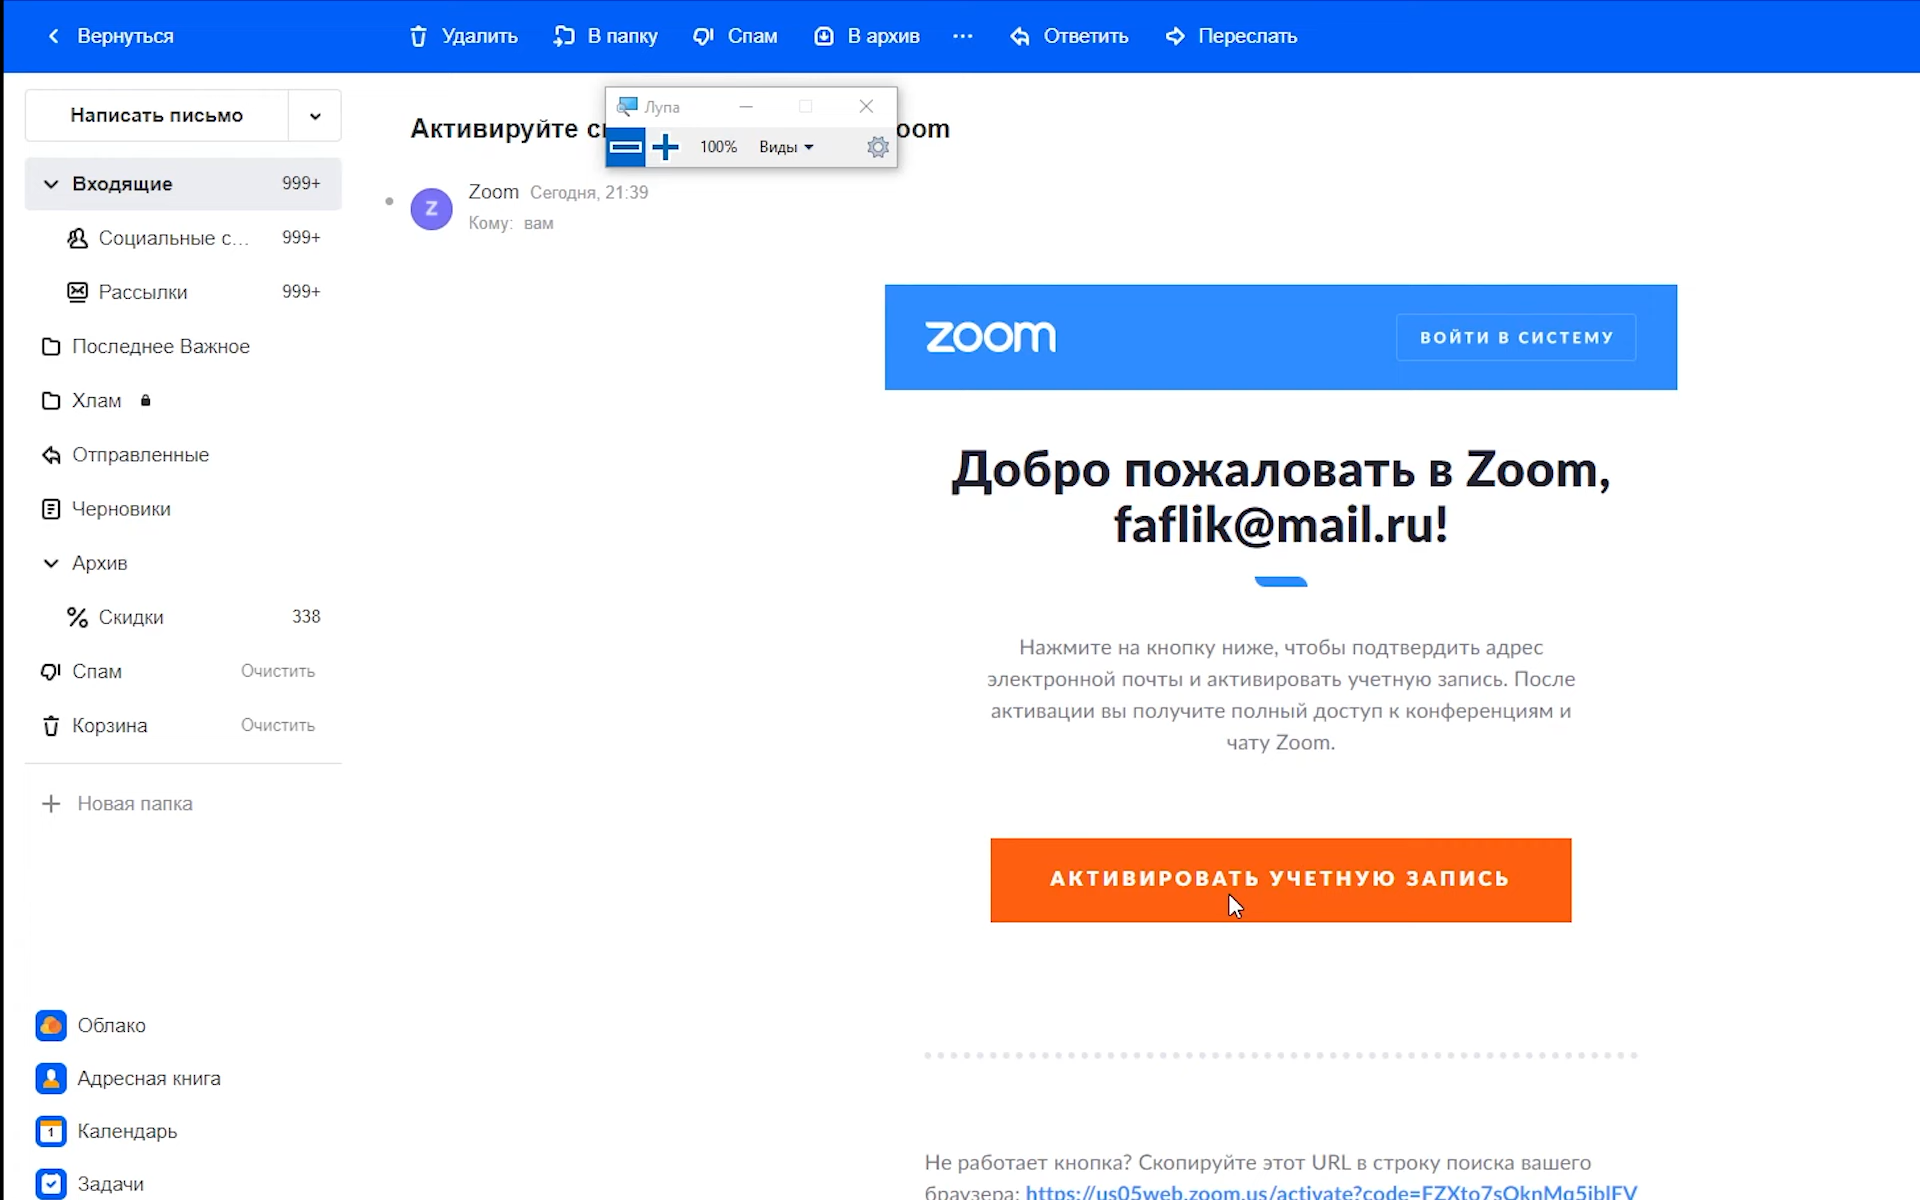 Вернуться
Удалить
В папку
Спам
В архив
Ответить
Переслать
Написать письмо
Входящие 999+
Социальные с... 999+
Рассылки 999+
Последнее Важное
Хлам
Отправленные
Черновики
Архив
Скидки 338
Спам Очистить
Корзина Очистить
Новая папка
Облако
Адресная книга
1
Календарь
Задачи
Активируйте
oom
Лупа
100% Виды
Z
Zoom Сегодня, 21:39
Кому: вам
zoom
ВОЙТИ В СИСТЕМУ
Добро пожаловать в Zoom,
faflik@mail.ru!
Нажмите на кнопку ниже, чтобы подтвердить адрес
электронной почты и активировать учетную запись. После
активации вы получите полный доступ к конференциям и
чату Zoom.
АКТИВИРОВАТЬ УЧЕТНУЮ ЗАПИСЬ
Не работает кнопка? Скопируйте этот URL в строку поиска вашего
браузера: